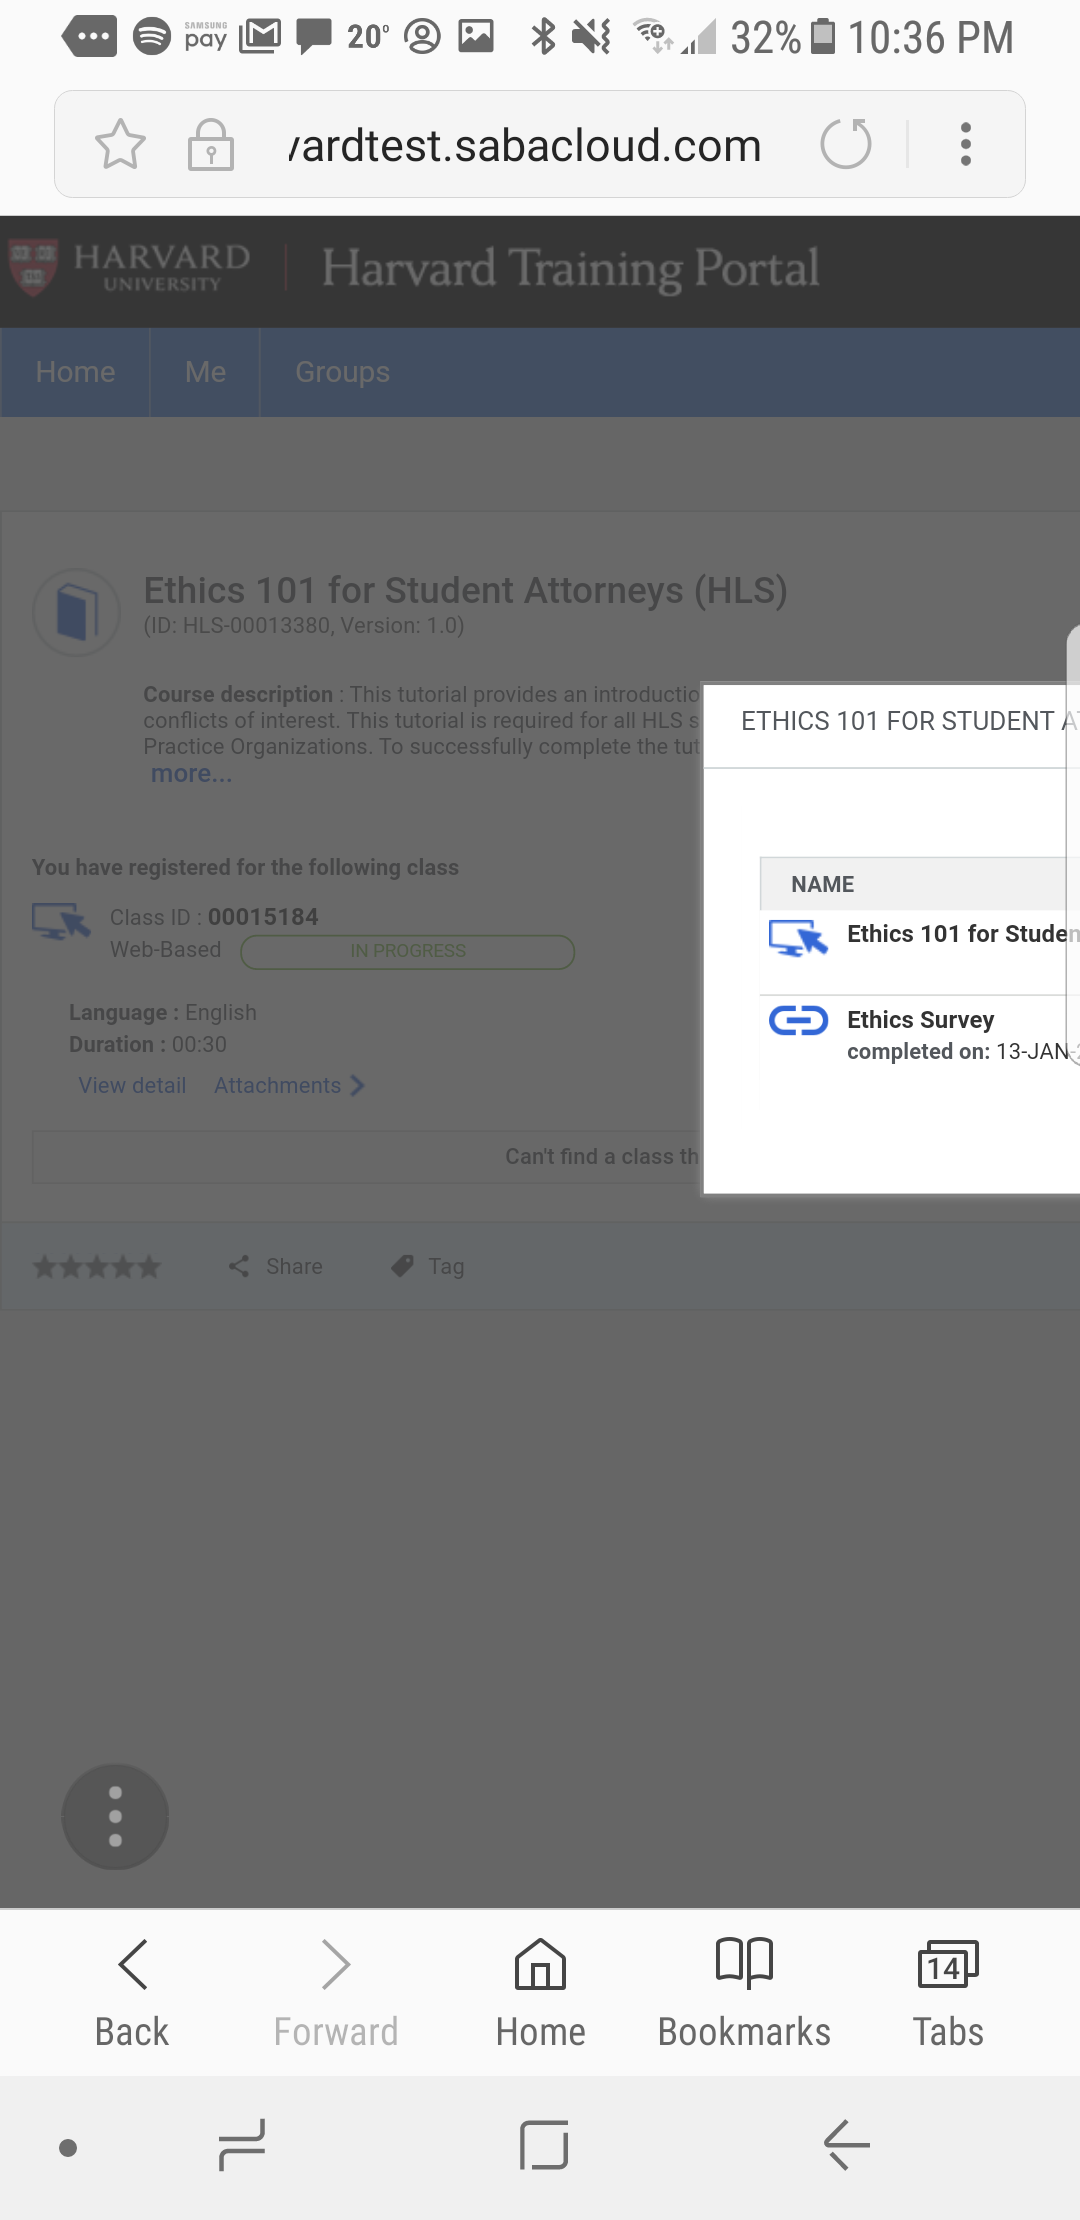 SAMSUNG
pay
20°
32%
10:36 PM
vardtest.sabacloud.com
HARVARD
UNIVERSITY
Harvard Training Portal
Home
Me
Groups
Ethics 101 for Student Attorneys (HLS)
(ID: HLS-00013380, Version: 1.0)
Course description : This tutorial provides an introductio
conflicts of interest. This tutorial is required for all HLS s
Practice Organizations. To successfully complete the tut
more...
ETHICS 101 FOR STUDENT AT
NAME
Ethics 101 for Studen
Ethics Survey
completed on: 13-JAN-2
You have registered for the following class
Class ID : 00015184
Web-Based
IN PROGRESS
Language : English
Duration : 00:30
View detail
Attachments
Can't find a class th
Share
Tag
Back
Forward
Home
Bookmarks
14
Tabs